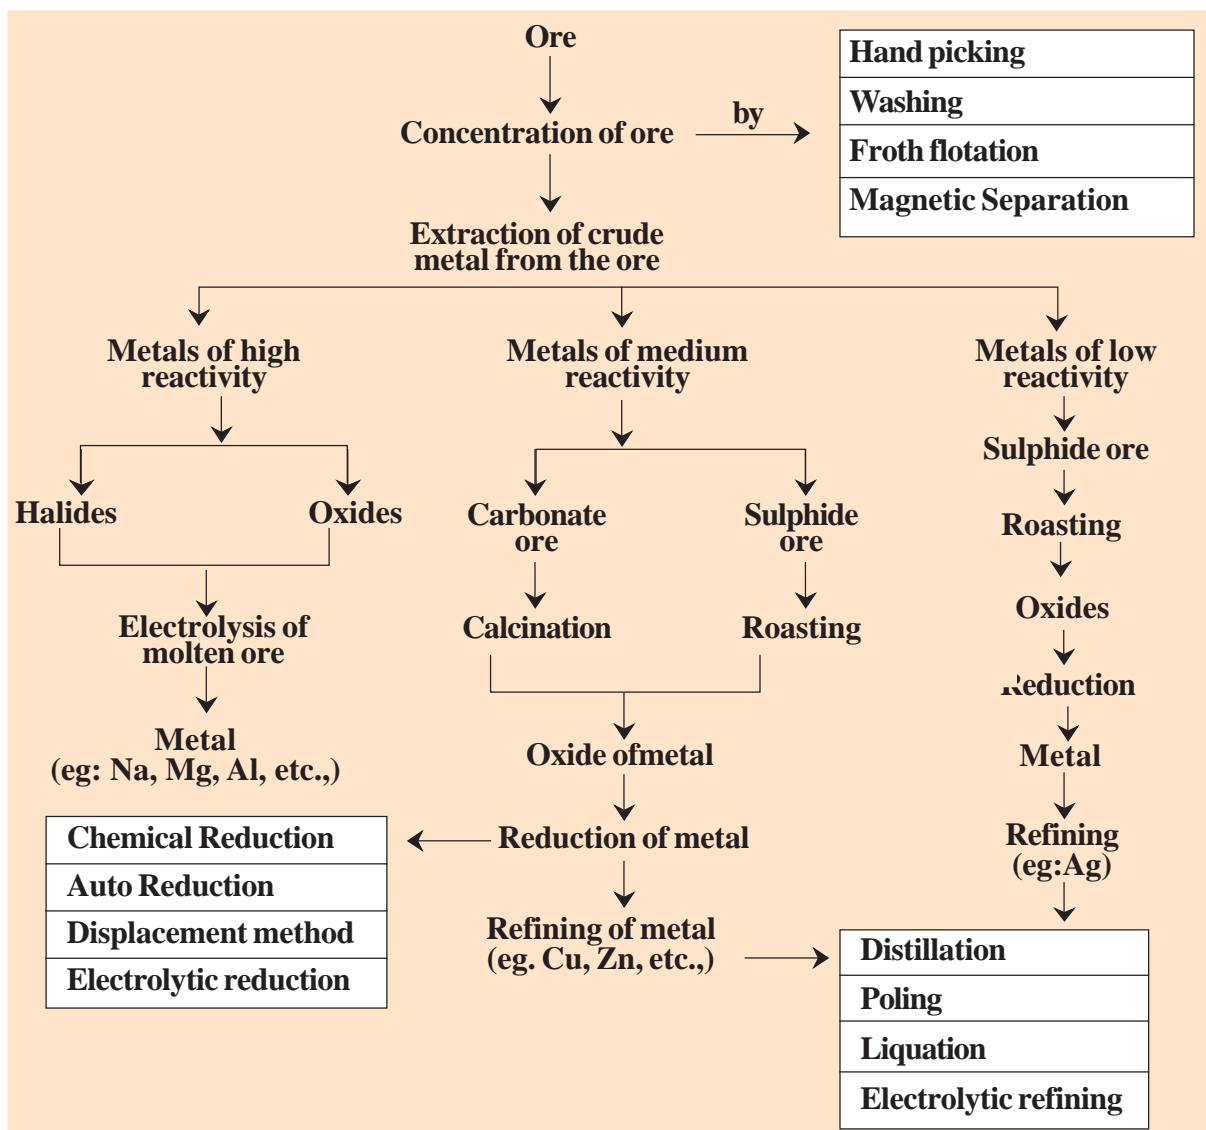 Ore
Hand picking
Washing
Froth flotation
Magnetic Separation
by
Concentration of ore
Extraction of crude
metal from the ore
Metals of high
reactivity
Metals of medium
reactivity
Metals of low
reactivity
Halides
Oxides
Carbonate
ore
Sulphide
ore
Sulphide ore
Roasting
Oxides
Electrolysis of
molten ore
Calcination
Roasting
Reduction
Metal
(eg: Na, Mg, Al, etc.,)
Oxide ofmetal
Metal
Chemical Reduction
Auto Reduction
Displacement method
Electrolytic reduction
Reduction of metal
Refining
(eg:Ag)
Refining of metal
(eg. Cu, Zn, etc.,)
Distillation
Poling
Liquation
Electrolytic refining